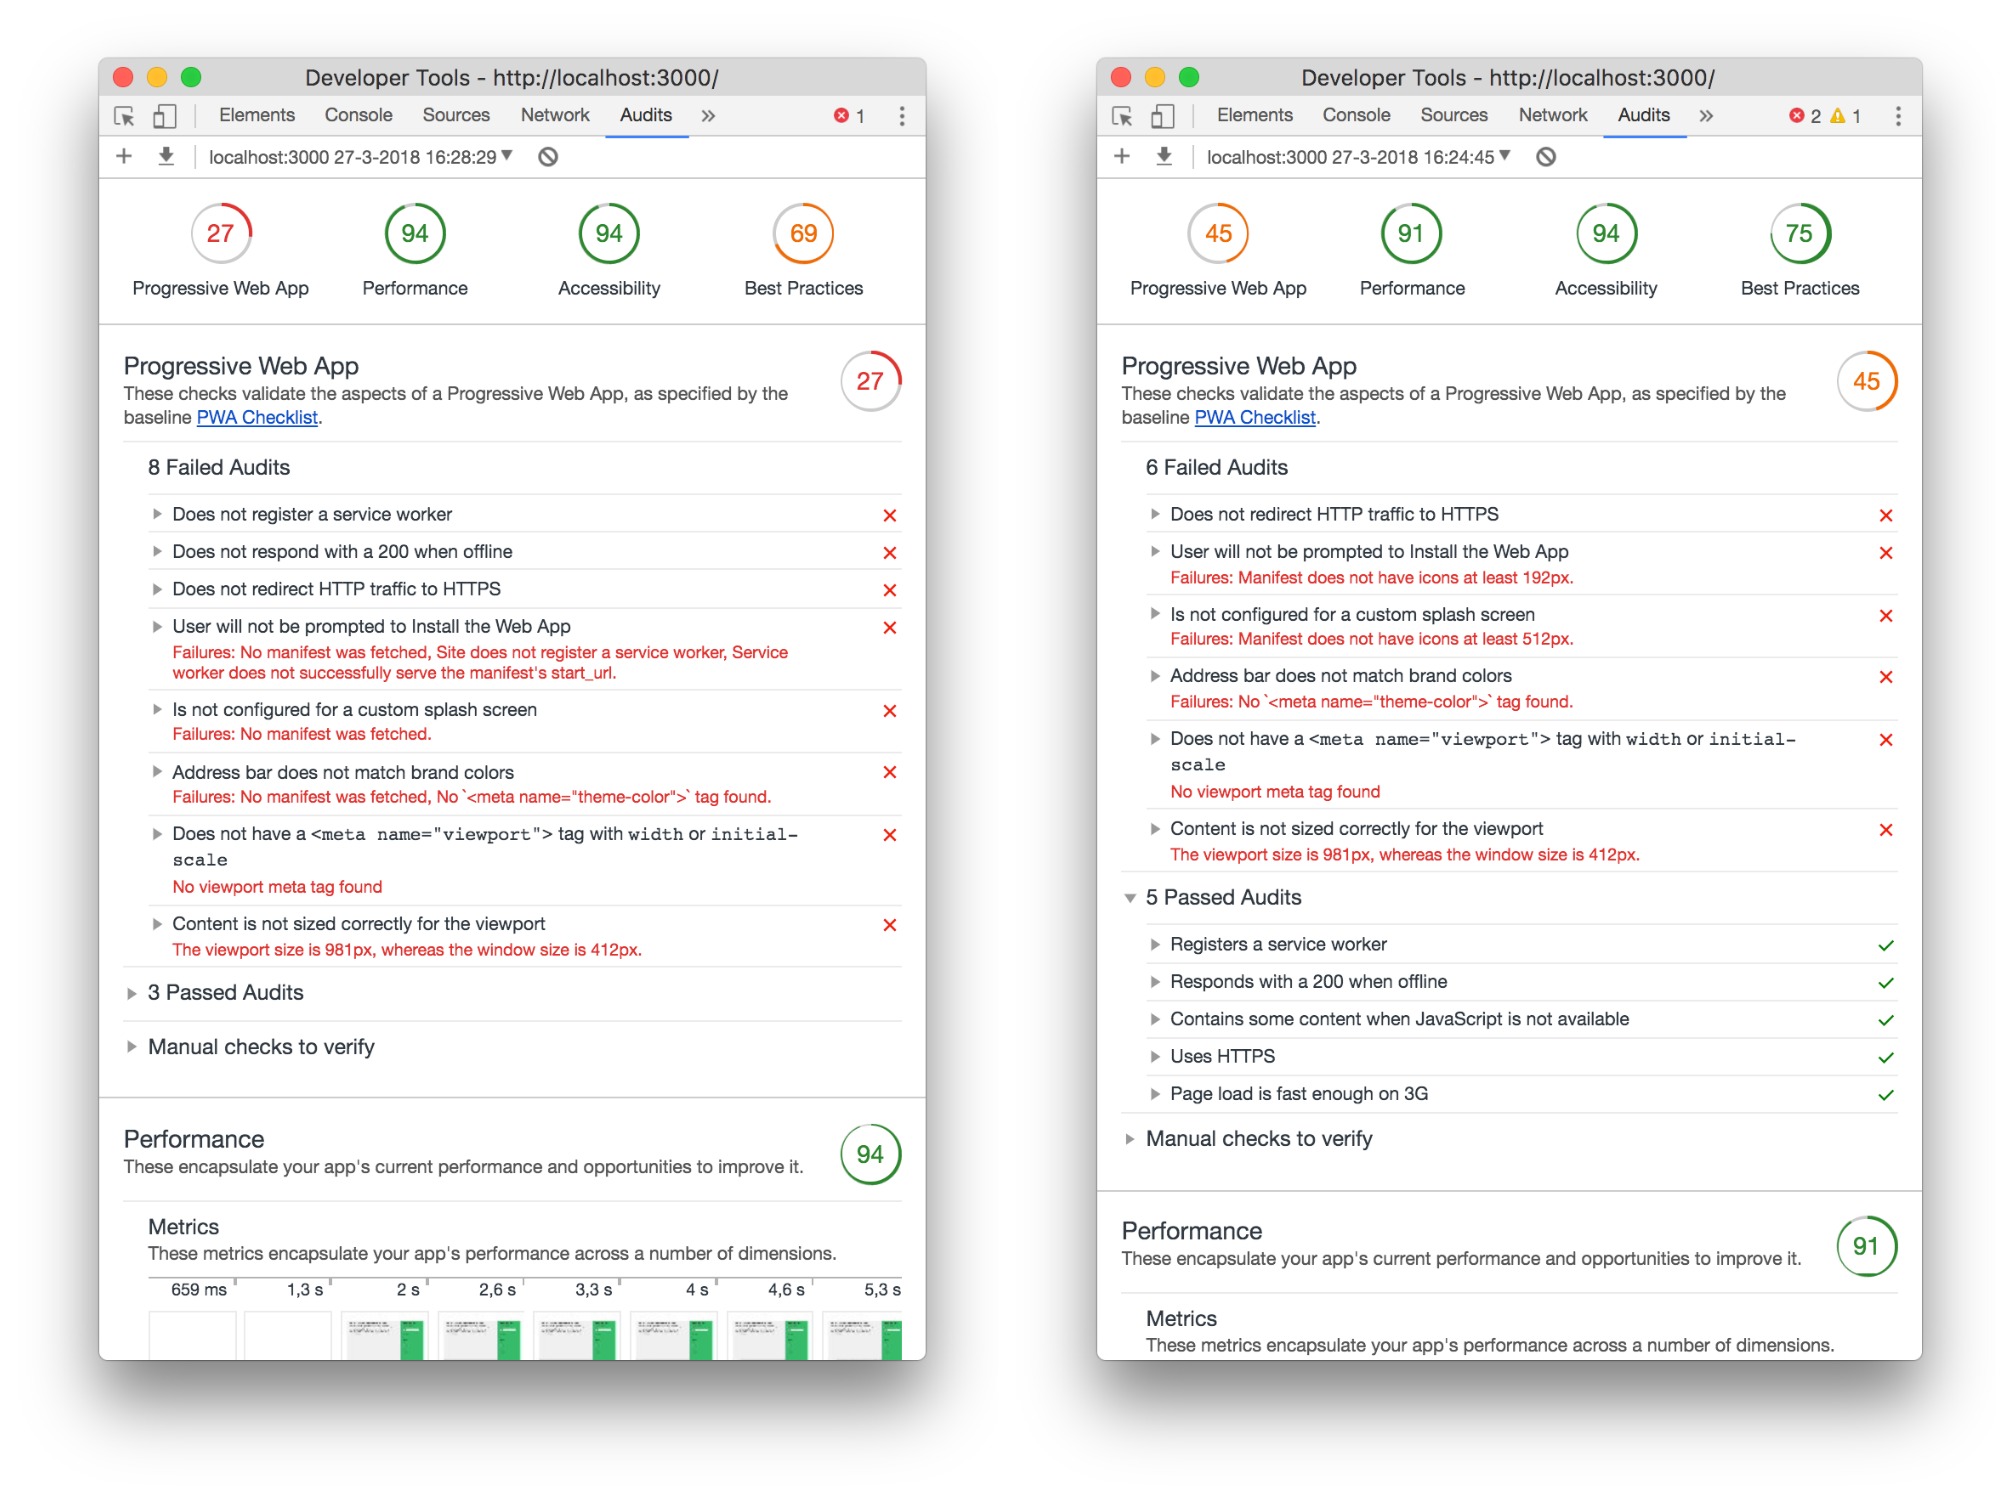 Developer Tools - http://localhost:3000/
Elements Console Sources Network Audits » 1
localhost:3000 27-3-2018 16:28:29
27 94 94 69
Progressive Web App Performance Accessibility Best Practices
Progressive Web App
These checks validate the aspects of a Progressive Web App, as specified by the
baseline PWA Checklist.
27
8 Failed Audits
Does not register a service worker
Does not respond with a 200 when offline
Does not redirect HTTP traffic to HTTPS
User will not be prompted to Install the Web App
Failures: No manifest was fetched, Site does not register a service worker, Service
worker does not successfully serve the manifest's start_url.
Is not configured for a custom splash screen
Failures: No manifest was fetched.
Address bar does not match brand colors
Failures: No manifest was fetched, No `<meta name="theme-color">` tag found.
Does not have a <meta name="viewport"> tag with width or initial-
scale
No viewport meta tag found
Content is not sized correctly for the viewport
The viewport size is 981px, whereas the window size is 412px.
3 Passed Audits
Manual checks to verify
Performance
These encapsulate your app's current performance and opportunities to improve it.
94
Metrics
These metrics encapsulate your app's performance across a number of dimensions.
659 ms 1,3 s 2 s 2,6 s 3,3 s 4 s 4,6 s 5,3 s
Developer Tools - http://localhost:3000/
Elements Console Sources Network Audits » 2 1
localhost:3000 27-3-2018 16:24:45
45 91 94 75
Progressive Web App Performance Accessibility Best Practices
Progressive Web App
These checks validate the aspects of a Progressive Web App, as specified by the
baseline PWA Checklist.
45
6 Failed Audits
Does not redirect HTTP traffic to HTTPS
User will not be prompted to Install the Web App
Failures: Manifest does not have icons at least 192px.
Is not configured for a custom splash screen
Failures: Manifest does not have icons at least 512px.
Address bar does not match brand colors
Failures: No `<meta name="theme-color">` tag found.
Does not have a <meta name="viewport"> tag with width or initial-
scale
No viewport meta tag found
Content is not sized correctly for the viewport
The viewport size is 981px, whereas the window size is 412px.
5 Passed Audits
Registers a service worker
Responds with a 200 when offline
Contains some content when JavaScript is not available
Uses HTTPS
Page load is fast enough on 3G
Manual checks to verify
Performance
These encapsulate your app's current performance and opportunities to improve it.
91
Metrics
These metrics encapsulate your app's performance across a number of dimensions.